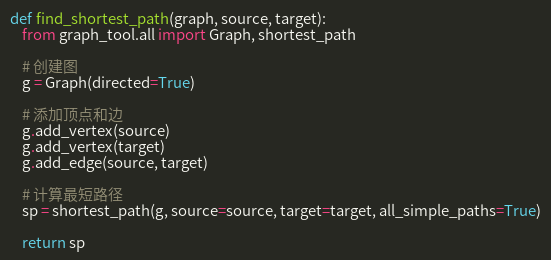 def find_shortest_path(graph, source, target):
from graph_tool.all import Graph, shortest_path
# 创建图
g = Graph(directed=True)
# 添加顶点和边
g.add_vertex(source)
g.add_vertex(target)
g.add_edge(source, target)
# 计算最短路径
sp = shortest_path(g, source=source, target=target, all_simple_paths=True)
return sp